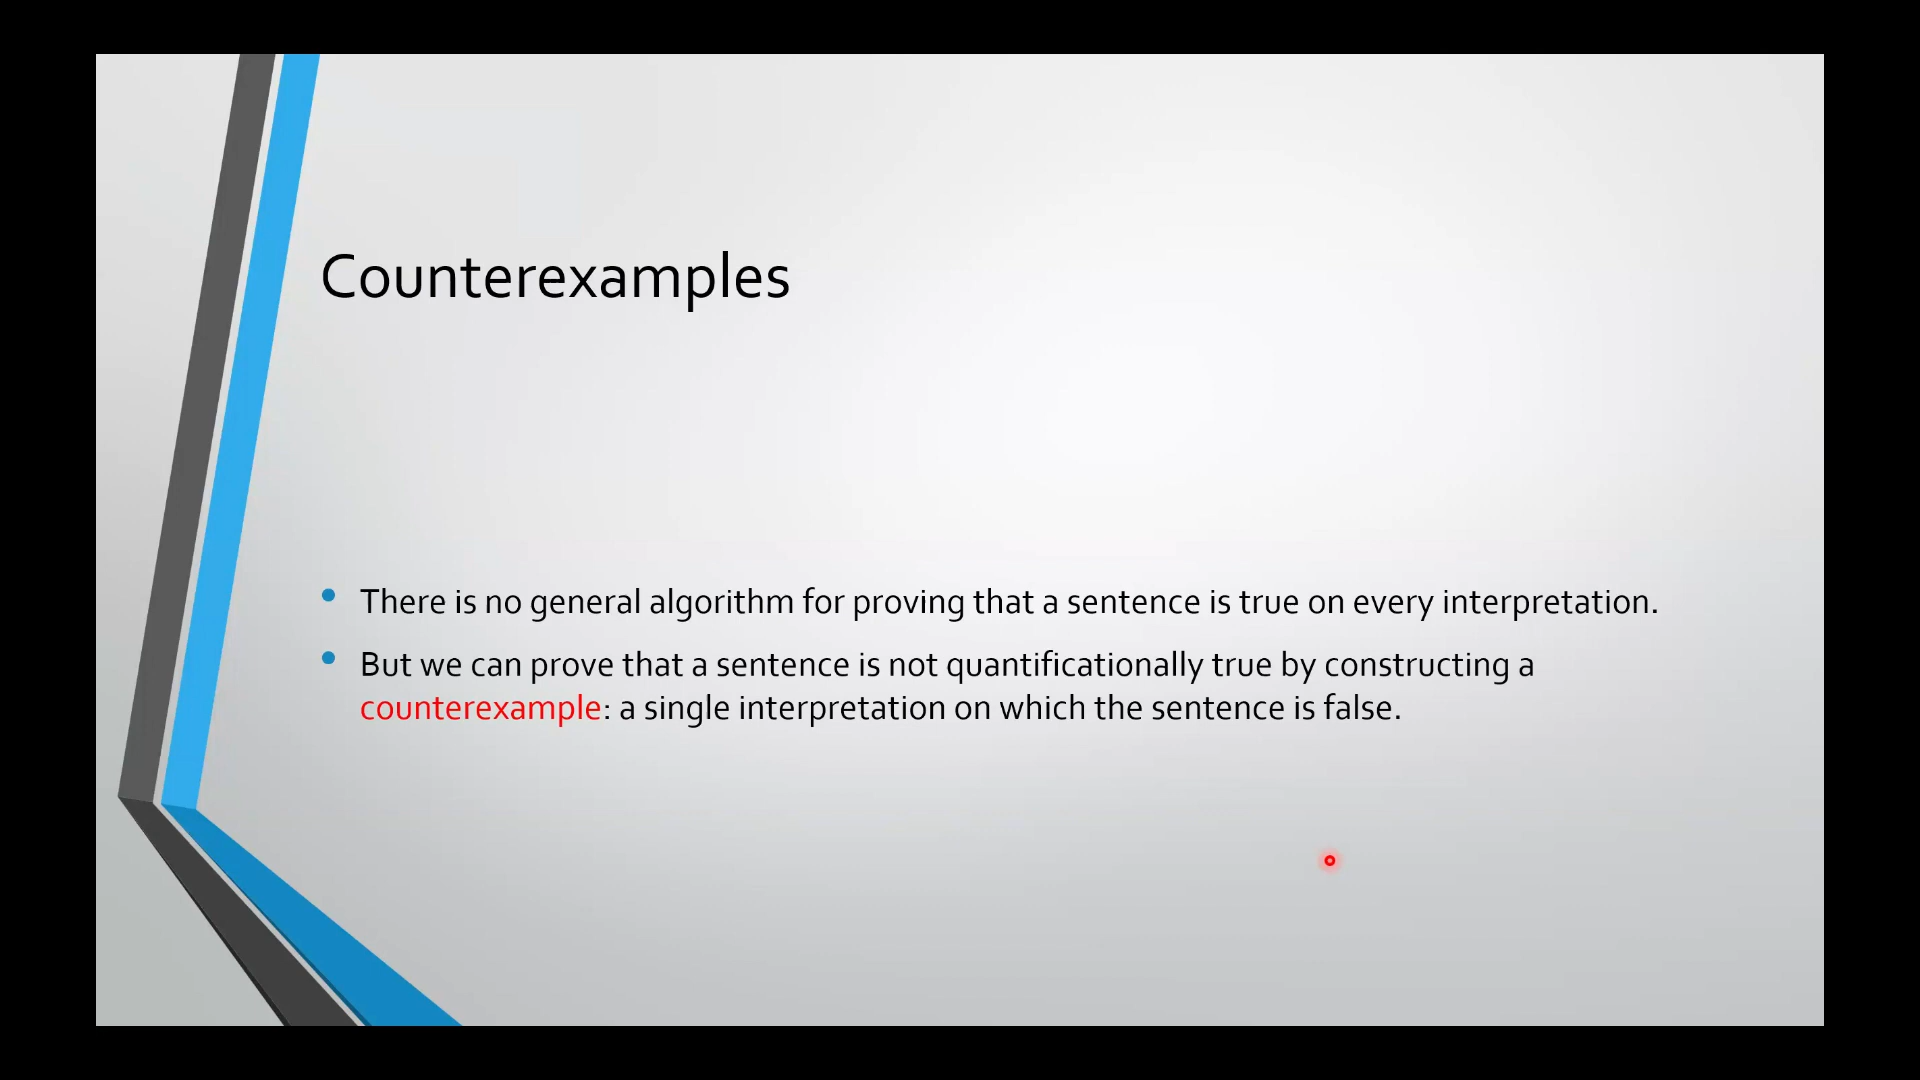 Counterexamples
There is no general algorithm for proving that a sentence is true on every interpretation.
But we can prove that a sentence is not quantificationally true by constructing a
counterexample: a single interpretation on which the sentence is false.